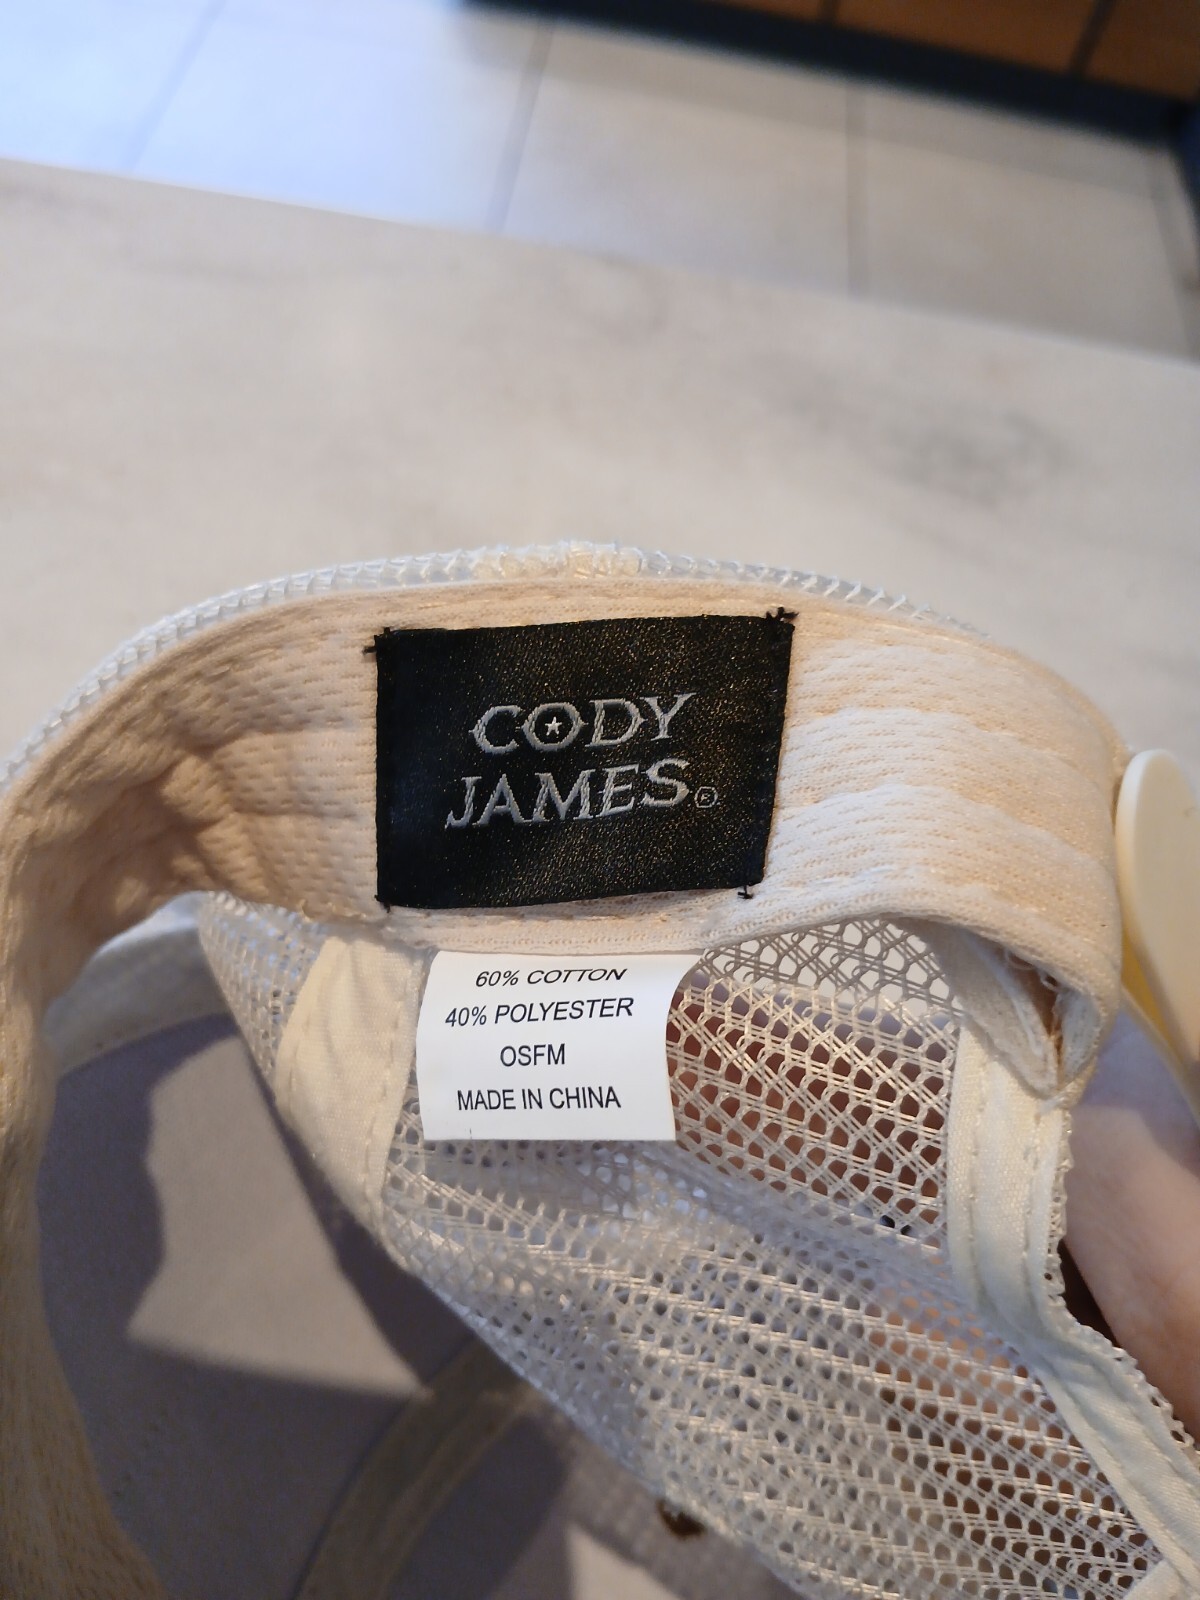 CODY
JAMES®
60% COTTON
40% POLYESTER
OSFM
MADE IN CHINA